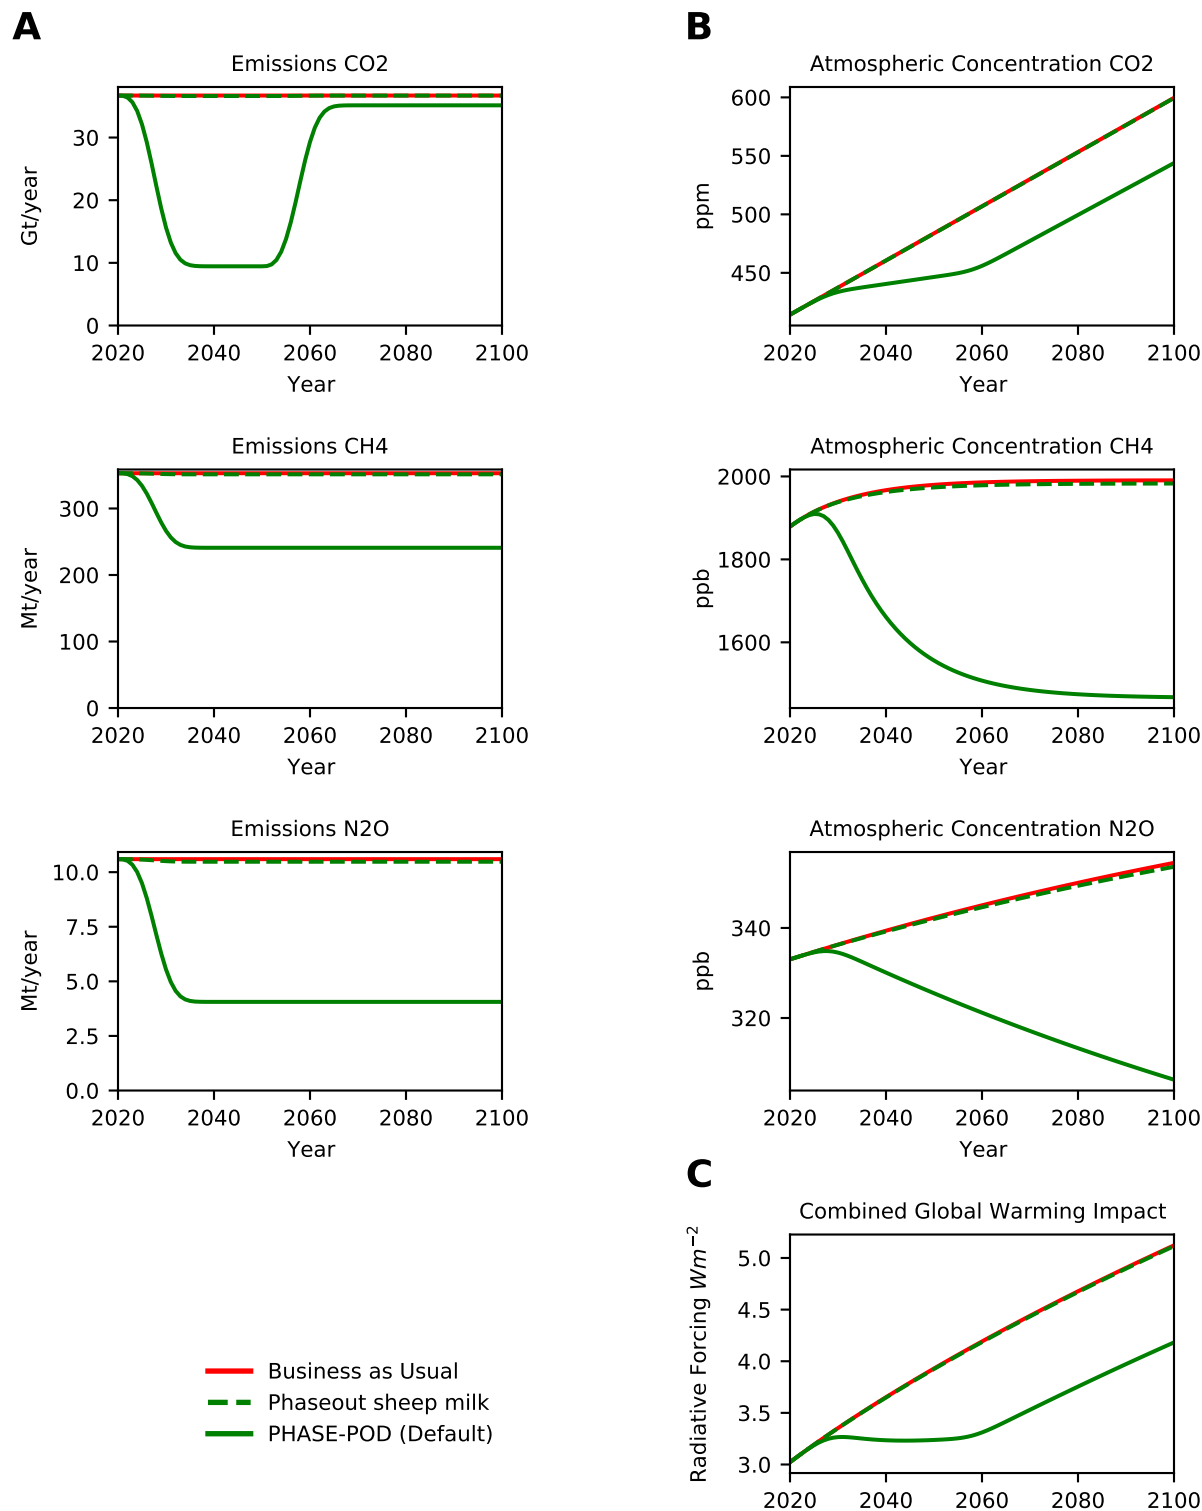 A
Emissions CO2
Gt/year
30
20
10
0
2020 2040 2060 2080 2100
Year
B
Atmospheric Concentration CO2
ppm
600
550
500
450
2020 2040 2060 2080 2100
Year
Emissions CH4
Mt/year
300
200
100
0
2020 2040 2060 2080 2100
Year
Atmospheric Concentration CH4
ppb
2000
1800
1600
2020 2040 2060 2080 2100
Year
Emissions N2O
Mt/year
10.0
7.5
5.0
2.5
0.0
2020 2040 2060 2080 2100
Year
Atmospheric Concentration N2O
ppb
340
320
2020 2040 2060 2080 2100
Year
C
Combined Global Warming Impact
Radiative Forcing Wm⁻²
5.0
4.5
4.0
3.5
3.0
2020 2040 2060 2080 2100
Business as Usual
Phaseout sheep milk
PHASE-POD (Default)